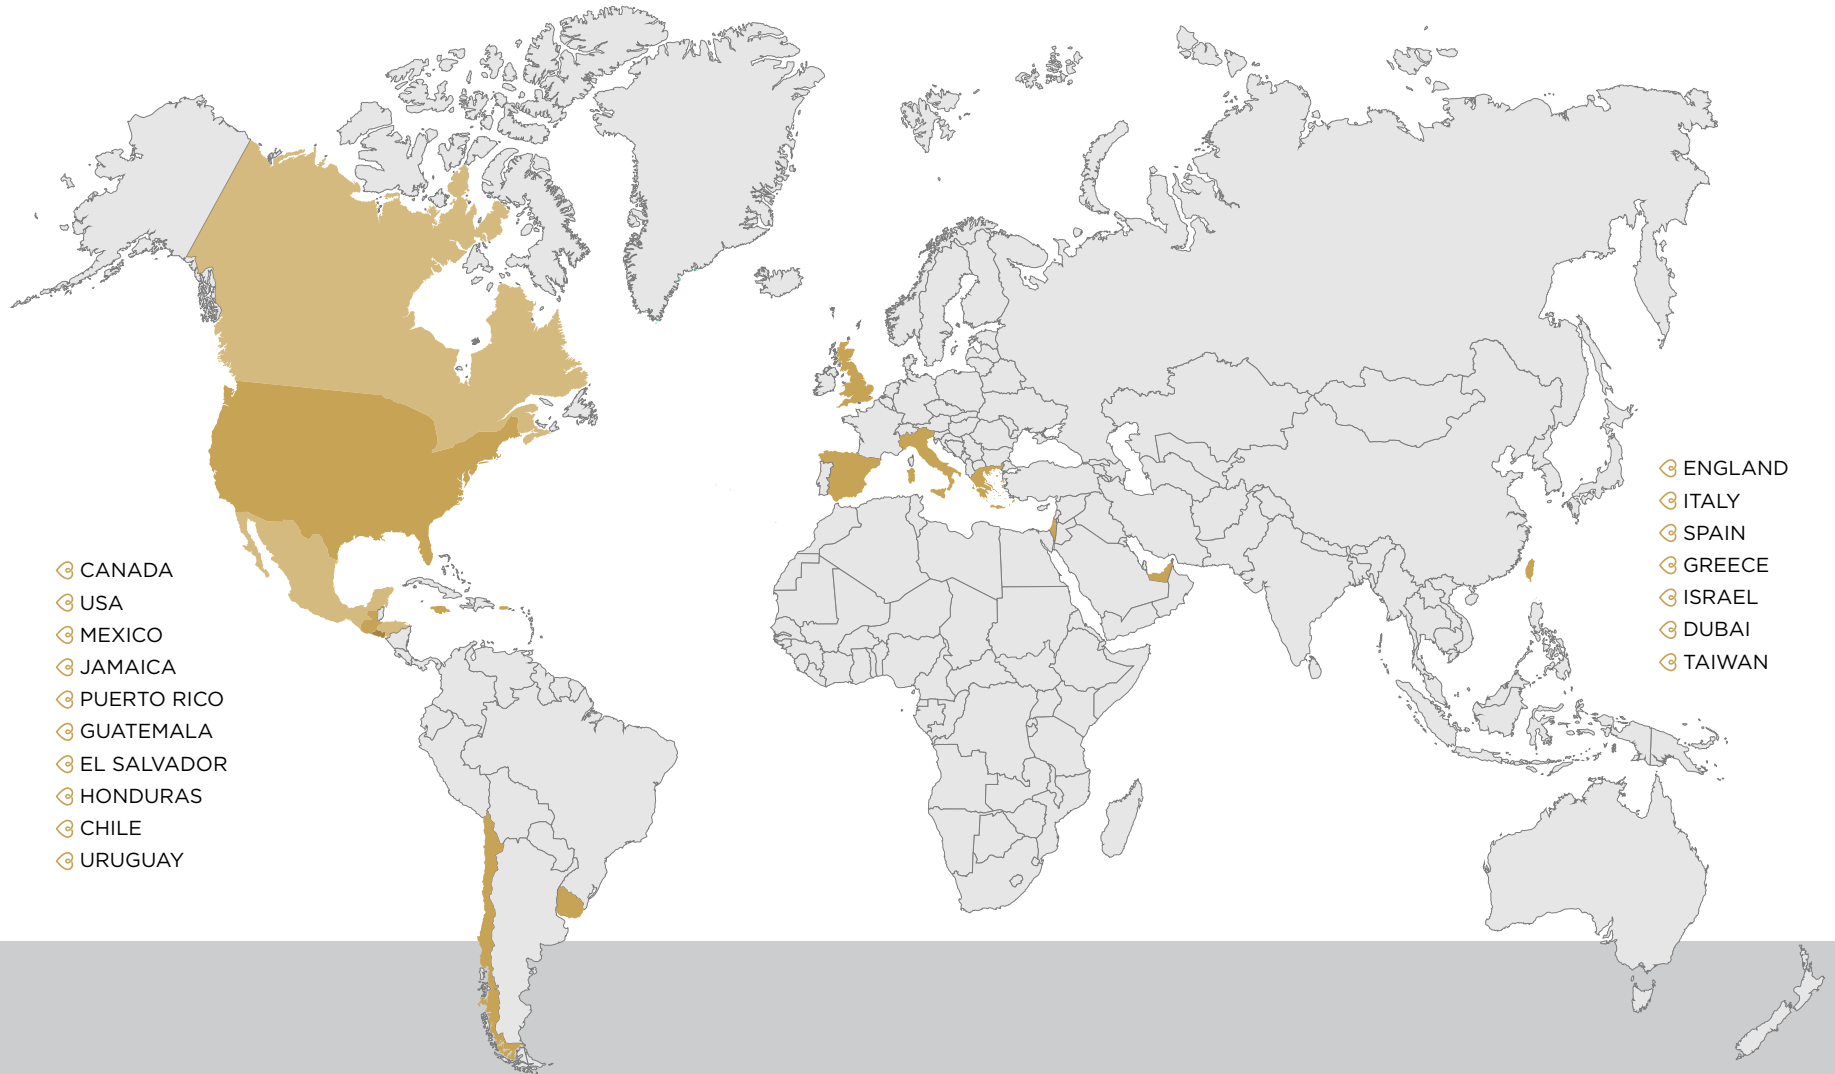 CANADA
USA
MEXICO
JAMAICA
PUERTO RICO
GUATEMALA
EL SALVADOR
HONDURAS
CHILE
URUGUAY
ENGLAND
ITALY
SPAIN
GREECE
ISRAEL
DUBAI
TAIWAN